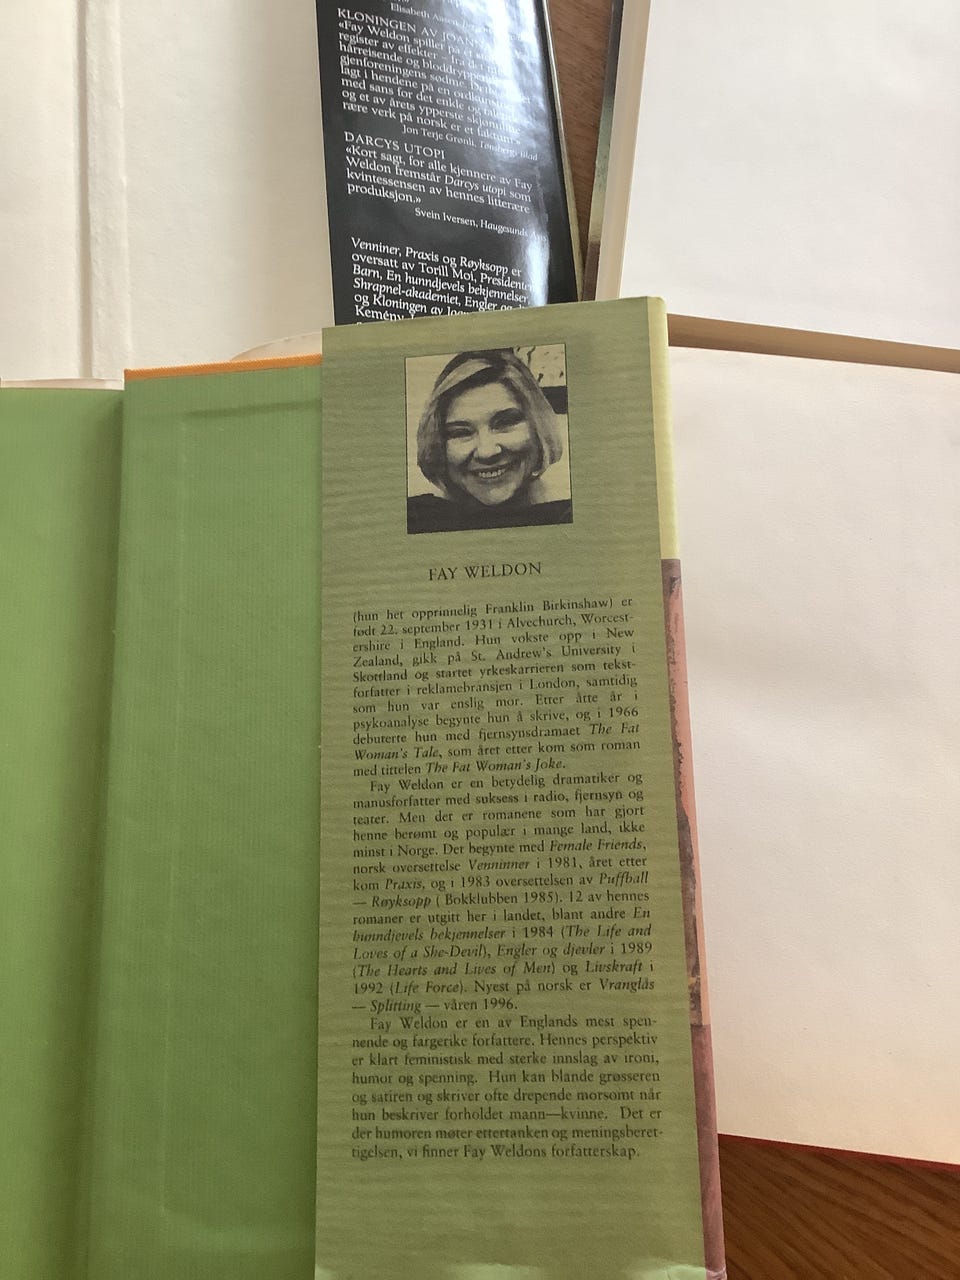 Elisabeth
KLONINGEN AV JOANNA
«Fay Weldon spiller på et
register av effekter – fra det
hårreisende og bloddryppende
gjenforeningens sødme.
lagt i hendene på en
med sans for det enkle og
og et av årets ypperste
rære verk på norsk er et faktum.»
Jon Terje Grønli, Tønsbergs Blad
DARCYS UTOPI
«Kort sagt, for alle kjennere av Fay
Weldon fremstår Darcys utopi som
kvintessensen av hennes litterære
produksjon.»
Svein Iversen, Haugesunds Avis
Venniner, Praxis og Røyksopp er
oversatt av Torill Moi,
Barn, En hunndjevels bekjennelser,
Shrapnel-akademiet, Engler og
og Kloningen av
Kemény
FAY WELDON
(hun het opprinnelig Franklin Birkinshaw) er
født 22. september 1931 i Alvechurch, Worcest-
ershire i England. Hun vokste opp i New
Zealand, gikk på St. Andrew's University i
Skottland og startet yrkeskarrieren som tekst-
forfatter i reklamebransjen i London, samtidig
som hun var enslig mor. Etter åtte år i
psykoanalyse begynte hun å skrive, og i 1966
debuterte hun med fjernsynsdramaet The Fat
Woman's Tale, som året etter kom som roman
med tittelen The Fat Woman's Joke.
Fay Weldon er en betydelig dramatiker og
manusforfatter med suksess i radio, fjernsyn og
teater. Men det er romanene som har gjort
henne berømt og populær i mange land, ikke
minst i Norge. Det begynte med Female Friends,
norsk oversettelse Venninner i 1981, året etter
kom Praxis, og i 1983 oversettelsen av Puffball
— Røyksopp ( Bokklubben 1985). 12 av hennes
romaner er utgitt her i landet, blant andre En
hunndjevels bekjennelser i 1984 (The Life and
Loves of a She-Devil), Engler og djevler i 1989
(The Hearts and Lives of Men) og Livskraft i
1992 (Life Force). Nyest på norsk er Vranglås
— Splitting — våren 1996.
Fay Weldon er en av Englands mest spen-
nende og fargerike forfattere. Hennes perspektiv
er klart feministisk med sterke innslag av ironi,
humor og spenning. Hun kan blande grøsseren
og satiren og skriver ofte drepende morsomt når
hun beskriver forholdet mann—kvinne. Det er
der humoren møter ettertanken og meningsberet-
tigelsen, vi finner Fay Weldons forfatterskap.